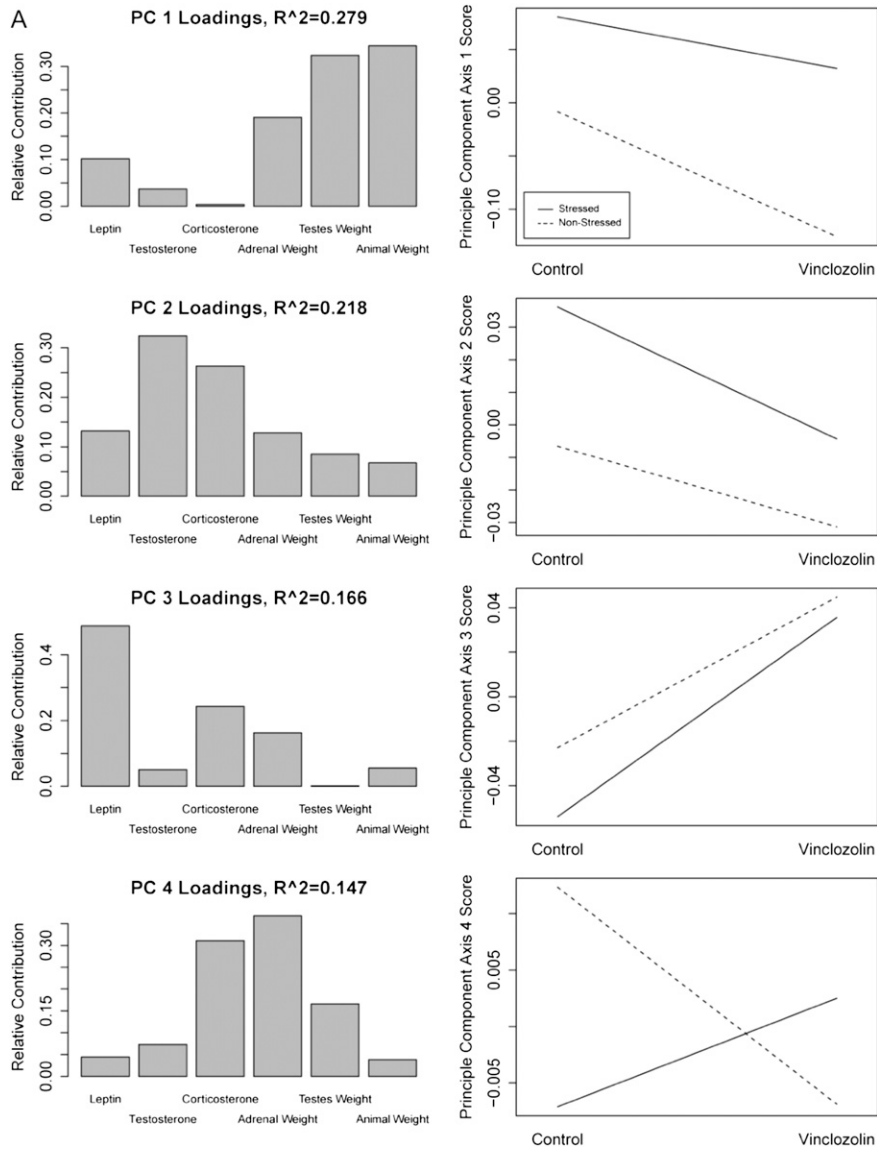 A
PC 1 Loadings, R^2=0.279
Relative Contribution
0.30
0.10
0.00
Leptin
Testosterone
Corticosterone
Adrenal Weight
Testes Weight
Animal Weight
Principle Component Axis 1 Score
0.00
−0.10
Stressed
Non-Stressed
Control
Vinclozolin
PC 2 Loadings, R^2=0.218
Relative Contribution
0.30
0.20
0.10
0.00
Leptin
Testosterone
Corticosterone
Adrenal Weight
Testes Weight
Animal Weight
Principle Component Axis 2 Score
0.03
0.00
−0.03
Control
Vinclozolin
PC 3 Loadings, R^2=0.166
Relative Contribution
0.4
0.2
0.0
Leptin
Testosterone
Corticosterone
Adrenal Weight
Testes Weight
Animal Weight
Principle Component Axis 3 Score
0.04
0.00
−0.04
Control
Vinclozolin
PC 4 Loadings, R^2=0.147
Relative Contribution
0.30
0.15
0.00
Leptin
Testosterone
Corticosterone
Adrenal Weight
Testes Weight
Animal Weight
Principle Component Axis 4 Score
0.005
−0.005
Control
Vinclozolin